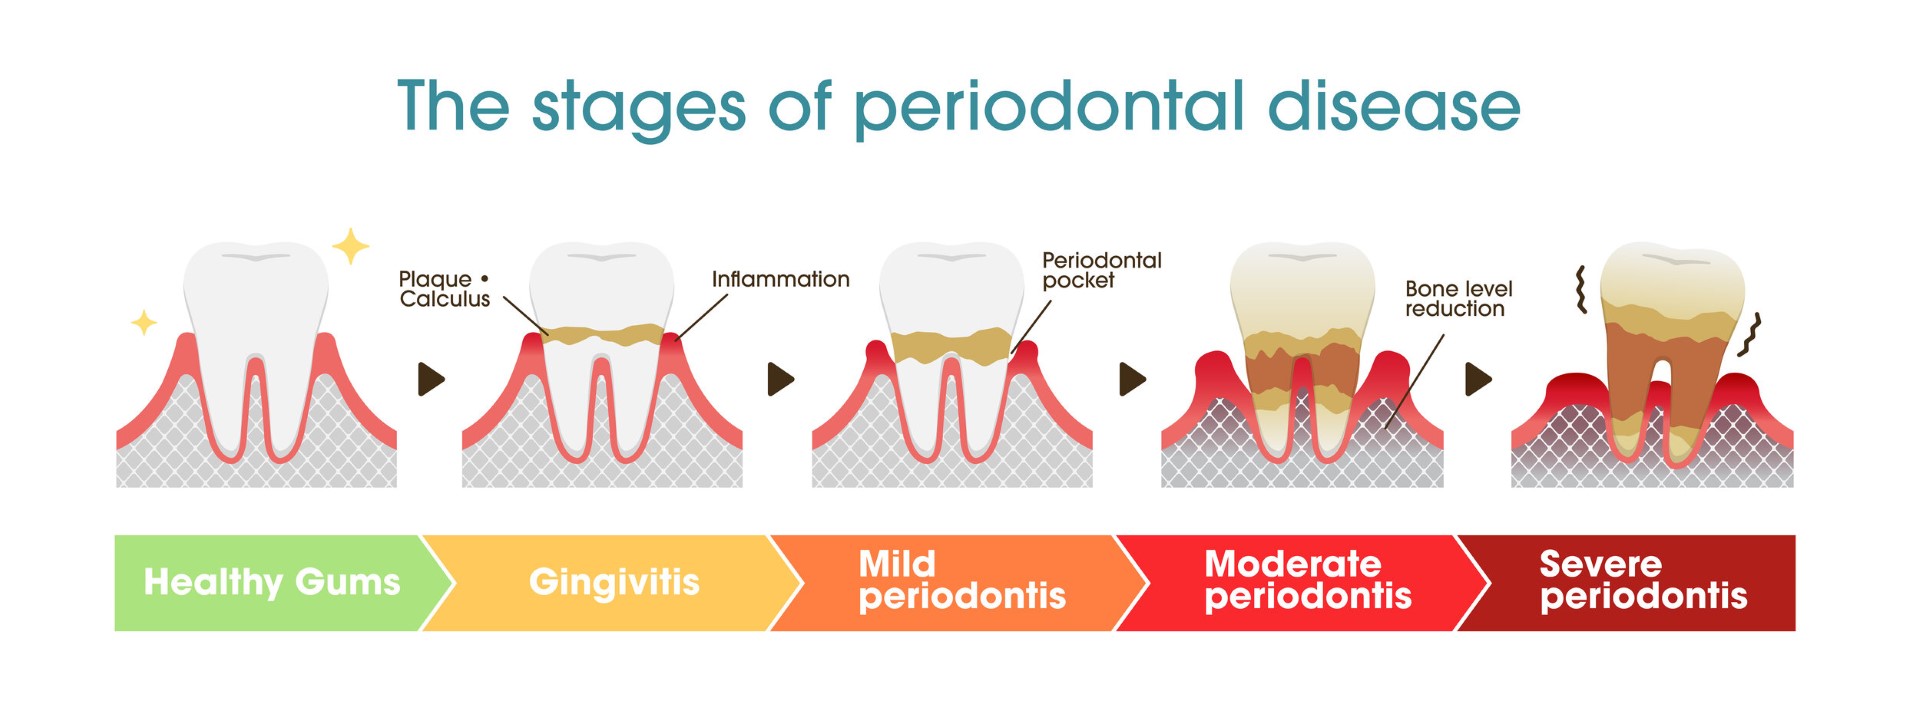 The stages of periodontal disease
Plaque •
Calculus
Inflammation
Periodontal
pocket
Bone level
reduction
Healthy Gums
Gingivitis
Mild
periodontis
Moderate
periodontis
Severe
periodontis